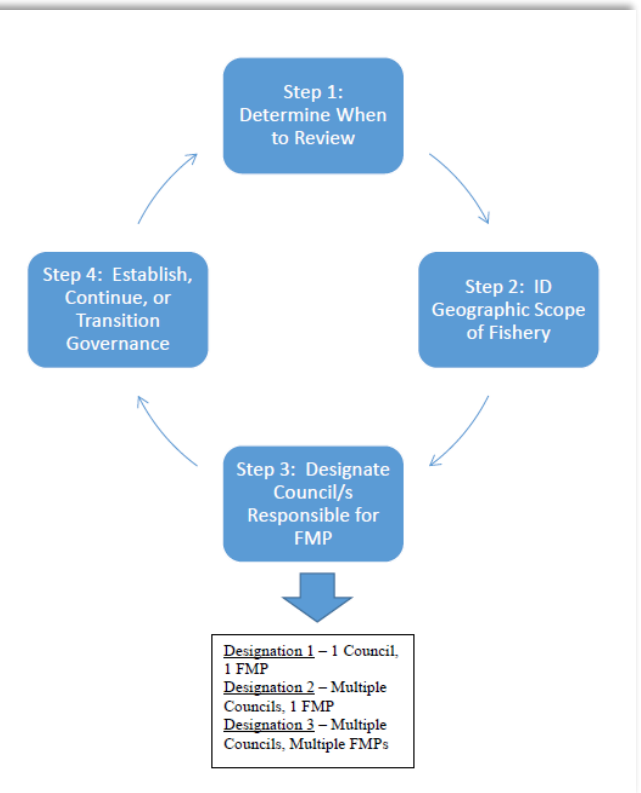 Step 1:
Determine When
to Review
Step 2:  ID
Geographic Scope
of Fishery
Step 3:  Designate
Council/s
Responsible for
FMP
Step 4:  Establish,
Continue, or
Transition
Governance
Designation 1 – 1 Council,
1 FMP
Designation 2 – Multiple
Councils, 1 FMP
Designation 3 – Multiple
Councils, Multiple FMPs